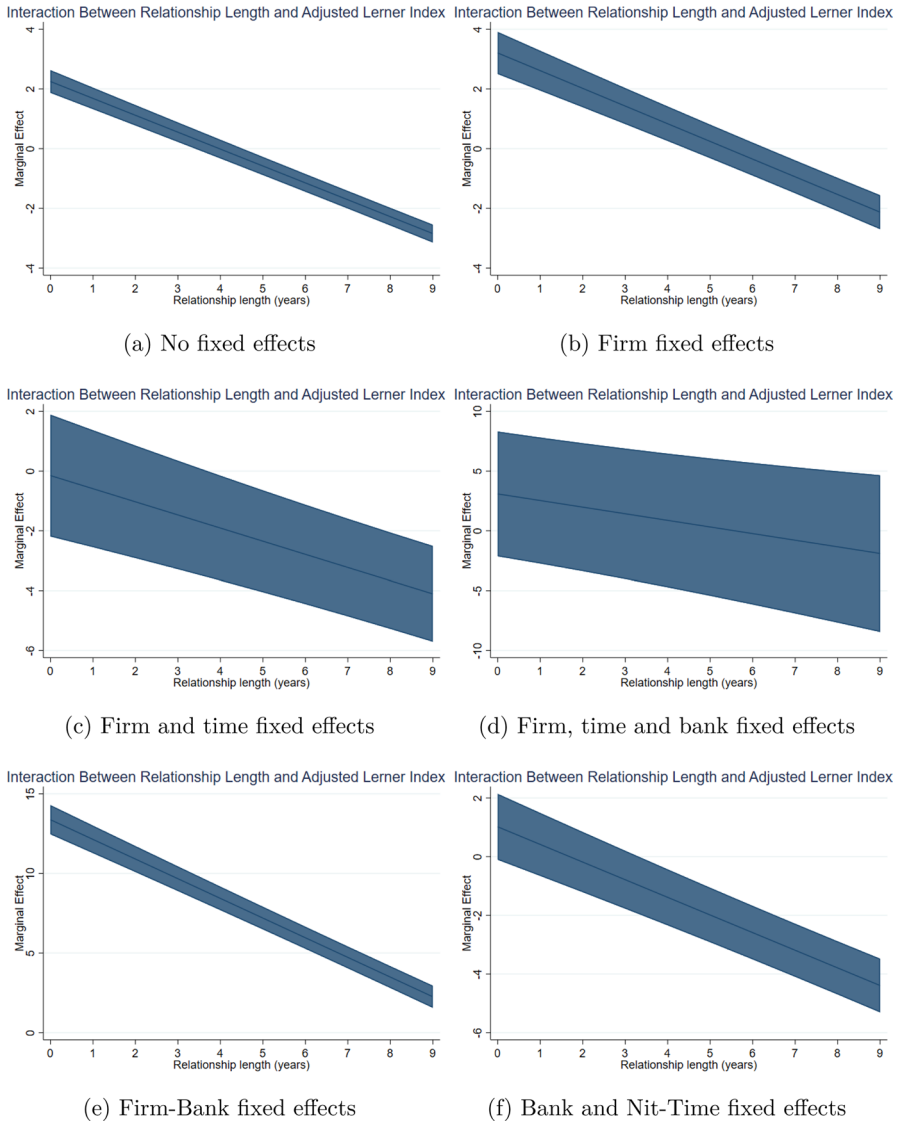 Interaction Between Relationship Length and Adjusted Lerner Index
Marginal Effect
4
2
0
-2
-4
0 1 2 3 4 5 6 7 8 9
Relationship length (years)
(a) No fixed effects
Interaction Between Relationship Length and Adjusted Lerner Index
Marginal Effect
4
2
0
-2
-4
0 1 2 3 4 5 6 7 8 9
Relationship length (years)
(b) Firm fixed effects
Interaction Between Relationship Length and Adjusted Lerner Index
Marginal Effect
2
0
-2
-4
-6
0 1 2 3 4 5 6 7 8 9
Relationship length (years)
(c) Firm and time fixed effects
Interaction Between Relationship Length and Adjusted Lerner Index
Marginal Effect
10
5
0
-5
-10
0 1 2 3 4 5 6 7 8 9
Relationship length (years)
(d) Firm, time and bank fixed effects
Interaction Between Relationship Length and Adjusted Lerner Index
Marginal Effect
15
10
5
0
0 1 2 3 4 5 6 7 8 9
Relationship length (years)
(e) Firm-Bank fixed effects
Interaction Between Relationship Length and Adjusted Lerner Index
Marginal Effect
2
0
-2
-4
-6
0 1 2 3 4 5 6 7 8 9
Relationship length (years)
(f) Bank and Nit-Time fixed effects